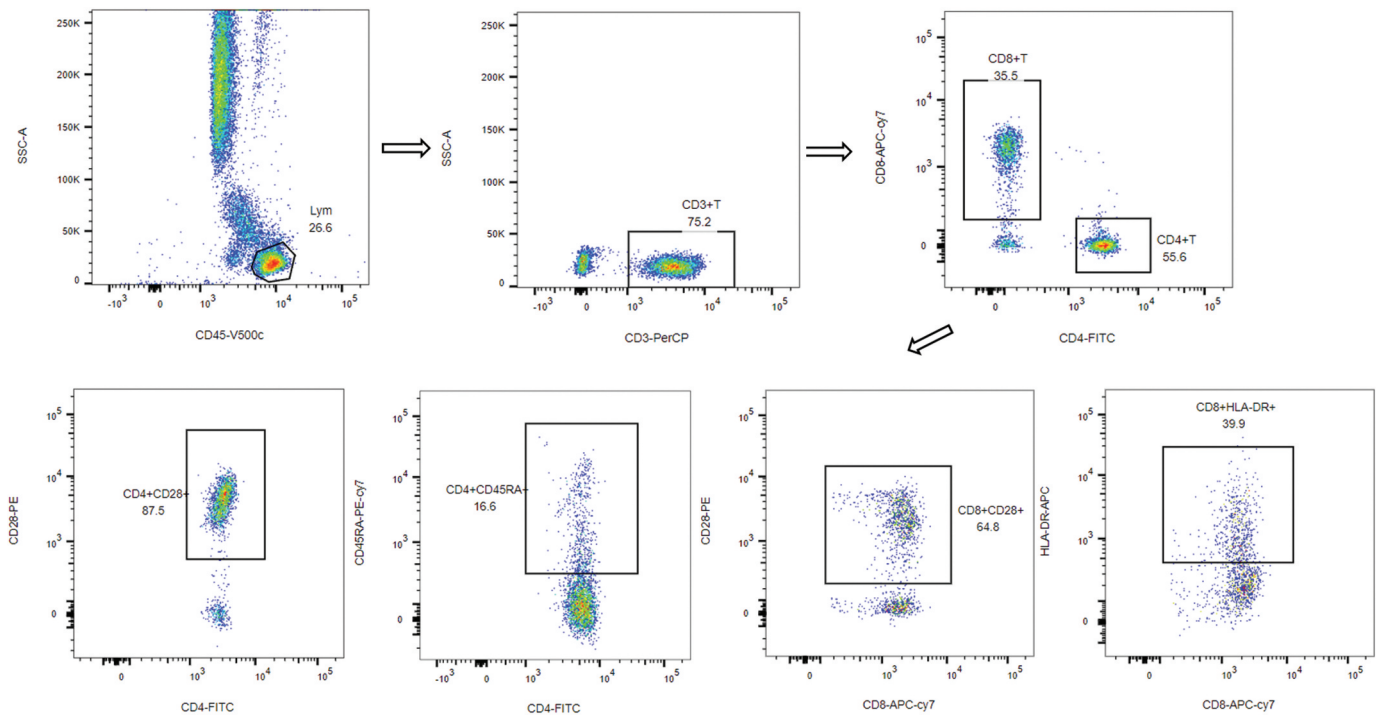 250K
200K
150K
100K
50K
0
SSC-A
Lym
26.6
-10³
0
10³
10⁴
10⁵
CD45-V500c
250K
200K
150K
100K
50K
0
SSC-A
CD3+T
75.2
-10³
0
10³
10⁴
10⁵
CD3-PerCP
10⁵
10⁴
10³
0
CD8-APC-cy7
CD8+T
35.5
CD4+T
55.6
0
10³
10⁴
10⁵
CD4-FITC
10⁵
10⁴
10³
0
CD28-PE
CD4+CD28+
87.5
0
10³
10⁴
10⁵
CD4-FITC
10⁵
10⁴
10³
0
CD45RA-PE-cy7
CD4+CD45RA+
16.6
-10³
0
10³
10⁴
10⁵
CD4-FITC
10⁵
10⁴
10³
0
CD28-PE
CD8+CD28+
64.8
0
10³
10⁴
10⁵
CD8-APC-cy7
10⁵
10⁴
10³
0
HLA-DR-APC
CD8+HLA-DR+
39.9
0
10³
10⁴
10⁵
CD8-APC-cy7